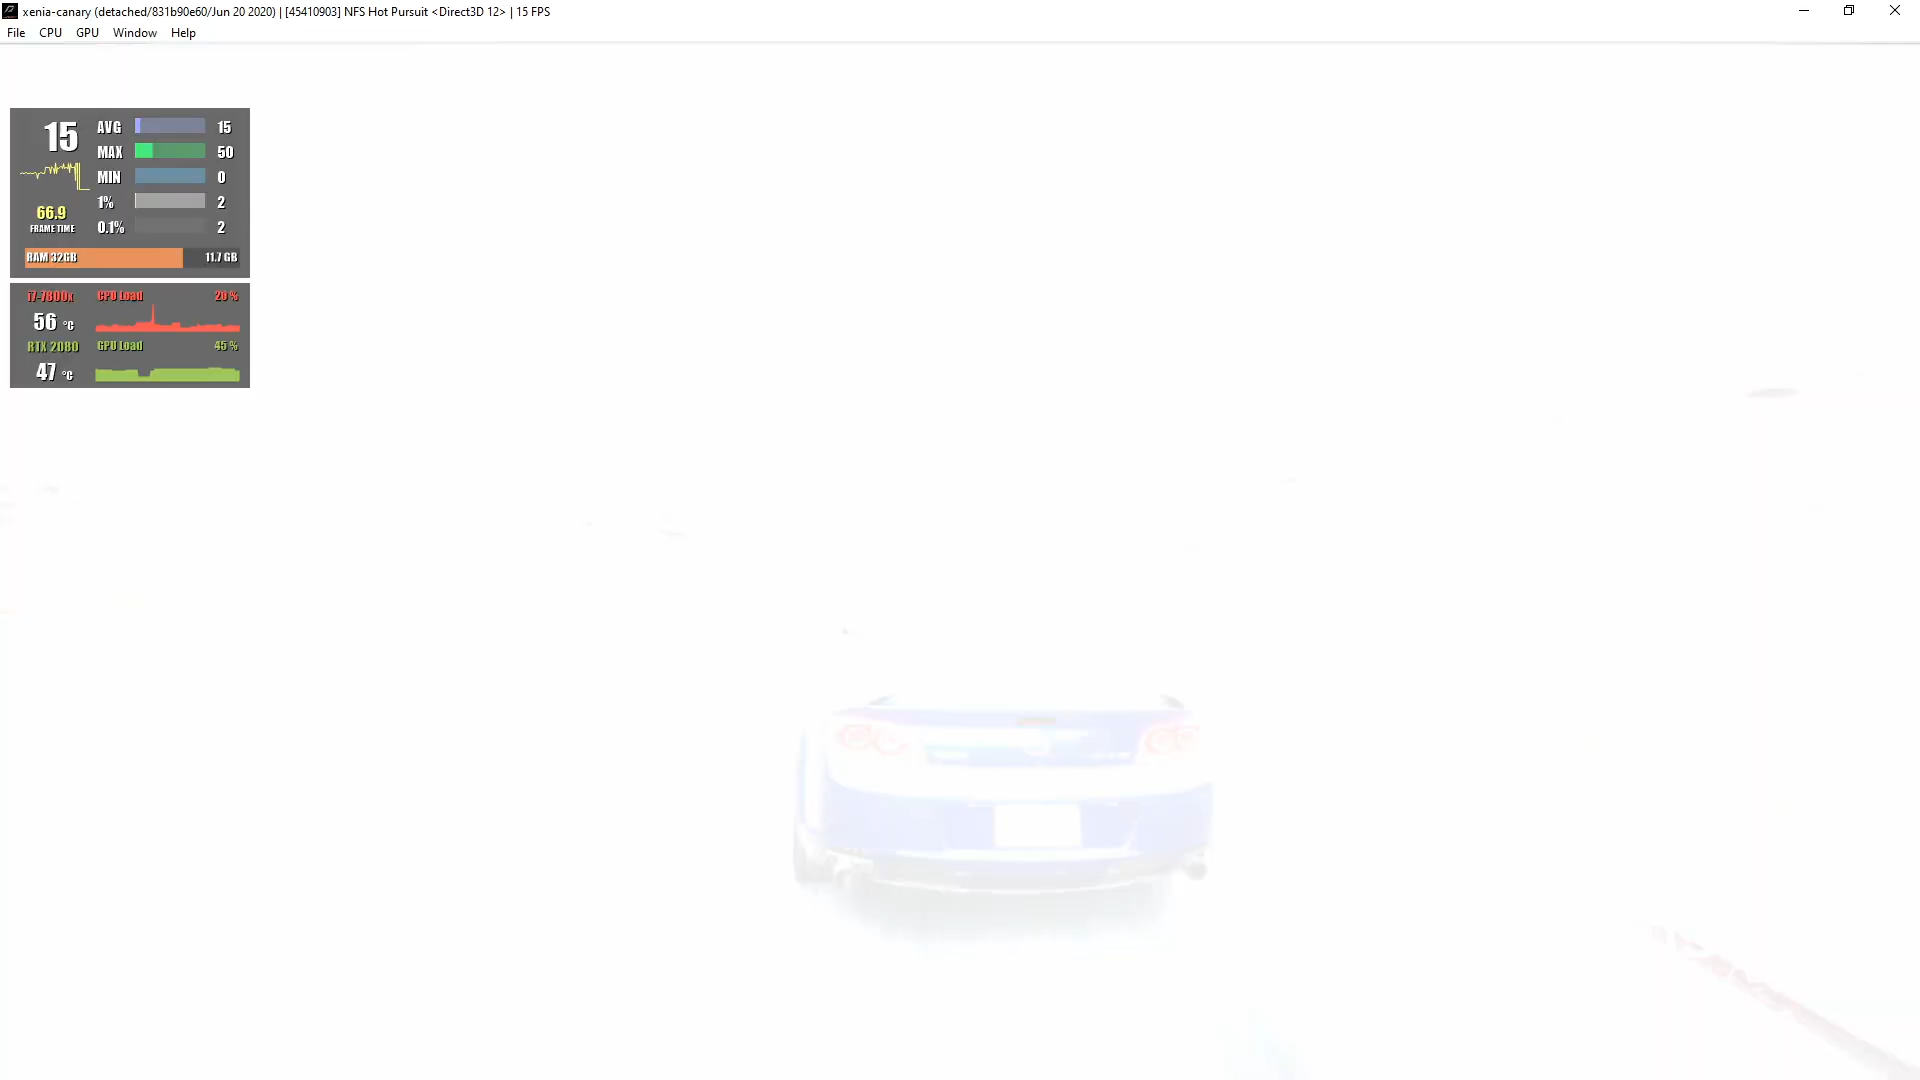 xenia-canary (detached/831b90e60/Jun 20 2020) | [45410903] NFS Hot Pursuit <Direct3D 12> | 15 FPS
File CPU GPU Window Help
15
AVG 15
MAX 50
MIN 0
1% 2
0.1% 2
66.9
FRAME TIME
RAM 32GB 11.7 GB
i7-7800x CPU Load 20 %
56 °C
RTX 2080 GPU Load 45 %
47 °C